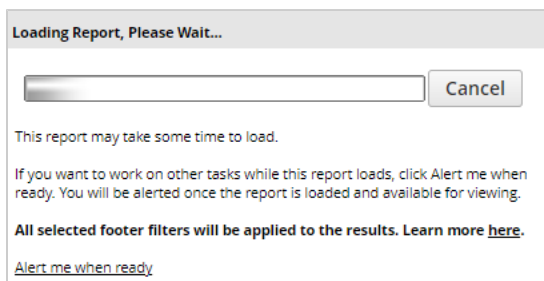 Loading Report, Please Wait...
Cancel
This report may take some time to load.
If you want to work on other tasks while this report loads, click Alert me when
ready. You will be alerted once the report is loaded and available for viewing.
All selected footer filters will be applied to the results. Learn more here.
Alert me when ready